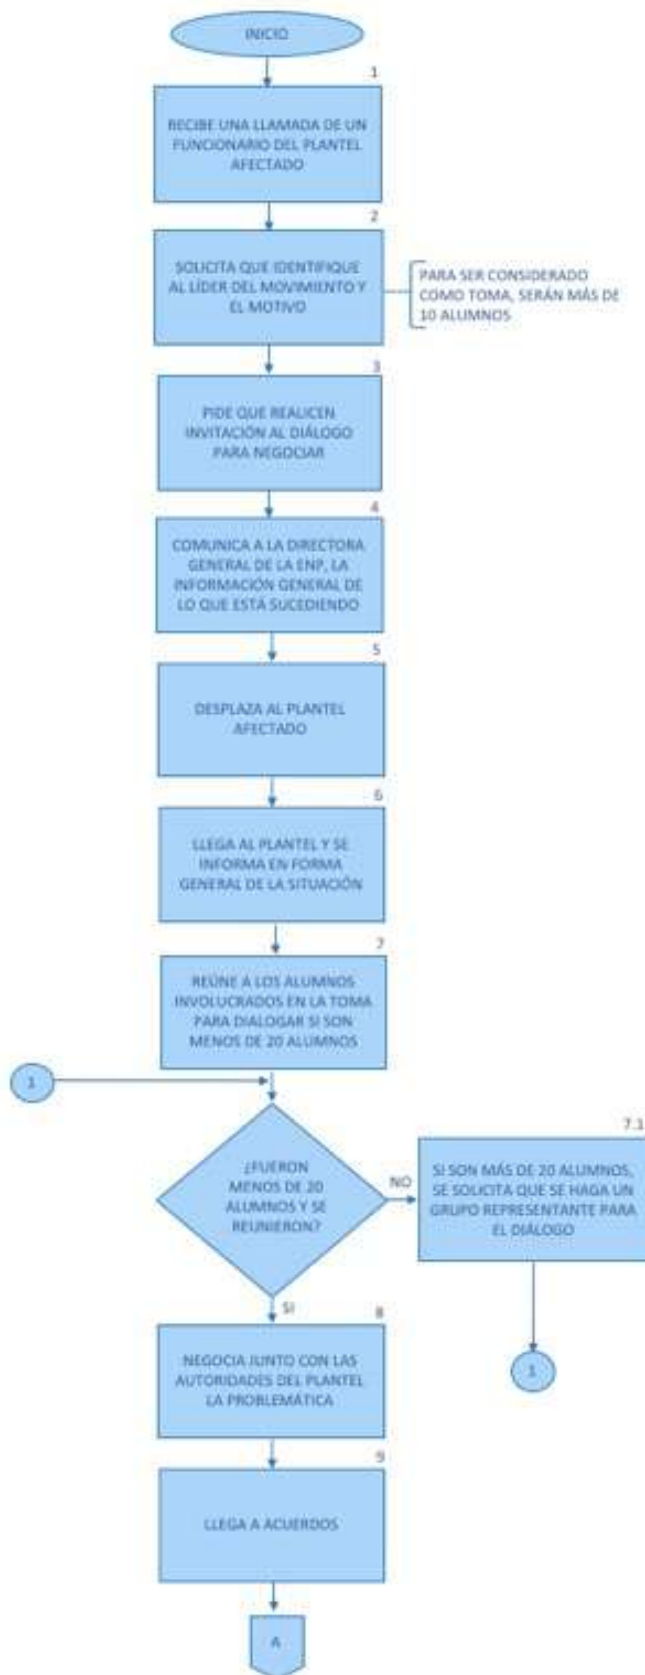 INICIO
1
RECIBE UNA LLAMADA DE UN
FUNCIONARIO DEL PLANTEL
AFECTADO
2
SOLICITA QUE IDENTIFIQUE
AL LÍDER DEL MOVIMIENTO Y
EL MOTIVO
PARA SER CONSIDERADO
COMO TOMA, SERÁN MÁS DE
10 ALUMNOS
3
PIDE QUE REALICEN
INVITACIÓN AL DIÁLOGO
PARA NEGOCIAR
4
COMUNICA A LA DIRECTORA
GENERAL DE LA ENP, LA
INFORMACIÓN GENERAL DE
LO QUE ESTÁ SUCEDIENDO
5
DESPLAZA AL PLANTEL
AFECTADO
6
LLEGA AL PLANTEL Y SE
INFORMA EN FORMA
GENERAL DE LA SITUACIÓN
7
REÚNE A LOS ALUMNOS
INVOLUCRADOS EN LA TOMA
PARA DIALOGAR SI SON
MENOS DE 20 ALUMNOS
1
¿FUERON
MENOS DE 20
ALUMNOS Y SE
REUNIERON?
NO
7.1
SI SON MÁS DE 20 ALUMNOS,
SE SOLICITA QUE SE HAGA UN
GRUPO REPRESENTANTE PARA
EL DIÁLOGO
1
SI
8
NEGOCIA JUNTO CON LAS
AUTORIDADES DEL PLANTEL
LA PROBLEMÁTICA
9
LLEGA A ACUERDOS
A